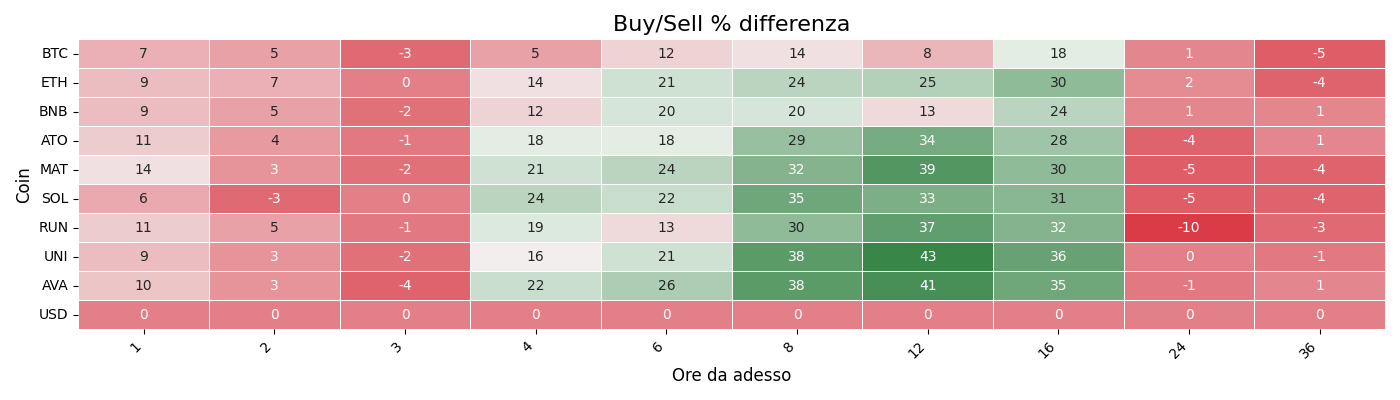 Buy/Sell % differenza
Coin
BTC 7 5 -3 5 12 14 8 18 1 -5
ETH 9 7 0 14 21 24 25 30 2 -4
BNB 9 5 -2 12 20 20 13 24 1 1
ATO 11 4 -1 18 18 29 34 28 -4 1
MAT 14 3 -2 21 24 32 39 30 -5 -4
SOL 6 -3 0 24 22 35 33 31 -5 -4
RUN 11 5 -1 19 13 30 37 32 -10 -3
UNI 9 3 -2 16 21 38 43 36 0 -1
AVA 10 3 -4 22 26 38 41 35 -1 1
USD 0 0 0 0 0 0 0 0 0 0
1 2 3 4 6 8 12 16 24 36
Ore da adesso